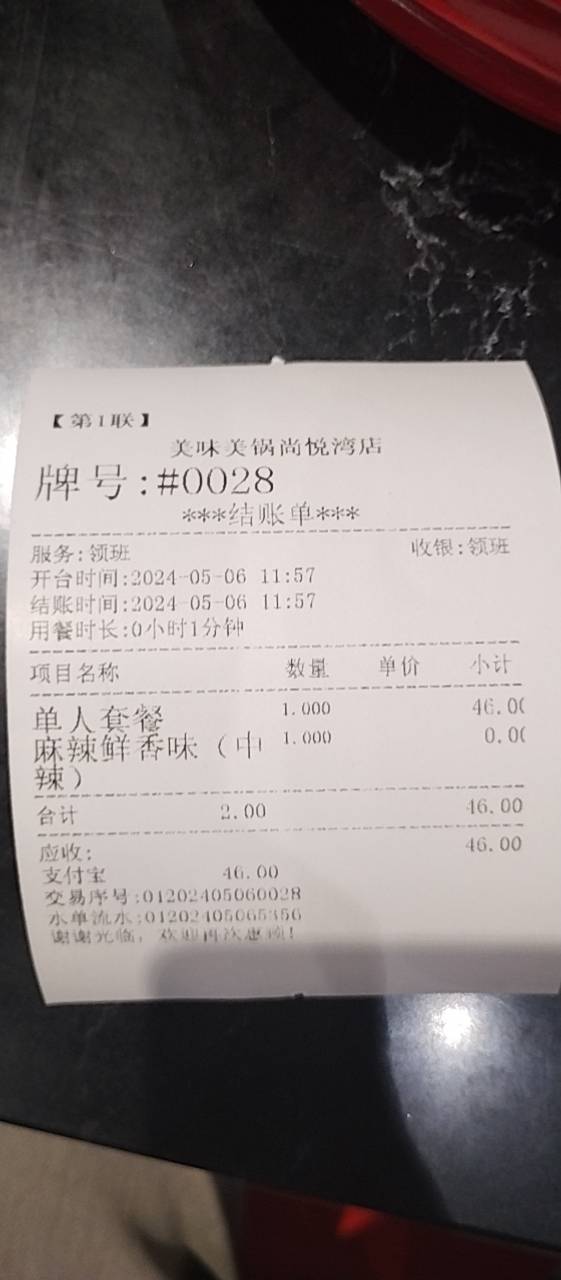 【第1联】
美味美锅尚悦湾店
牌号:#0028
***结账单***
服务:领班 收银:领班
开台时间:2024-05-06 11:57
结账时间:2024-05-06 11:57
用餐时长:0小时1分钟
项目名称 数量 单价 小计
单人套餐 1.000 46.00
麻辣鲜香味（中 1.000 0.00
辣）
合计 2.00 46.00
应收: 46.00
支付宝 46.00
交易序号:01202405060028
水单流水:01202405065356
谢谢光临, 欢迎再次惠顾!